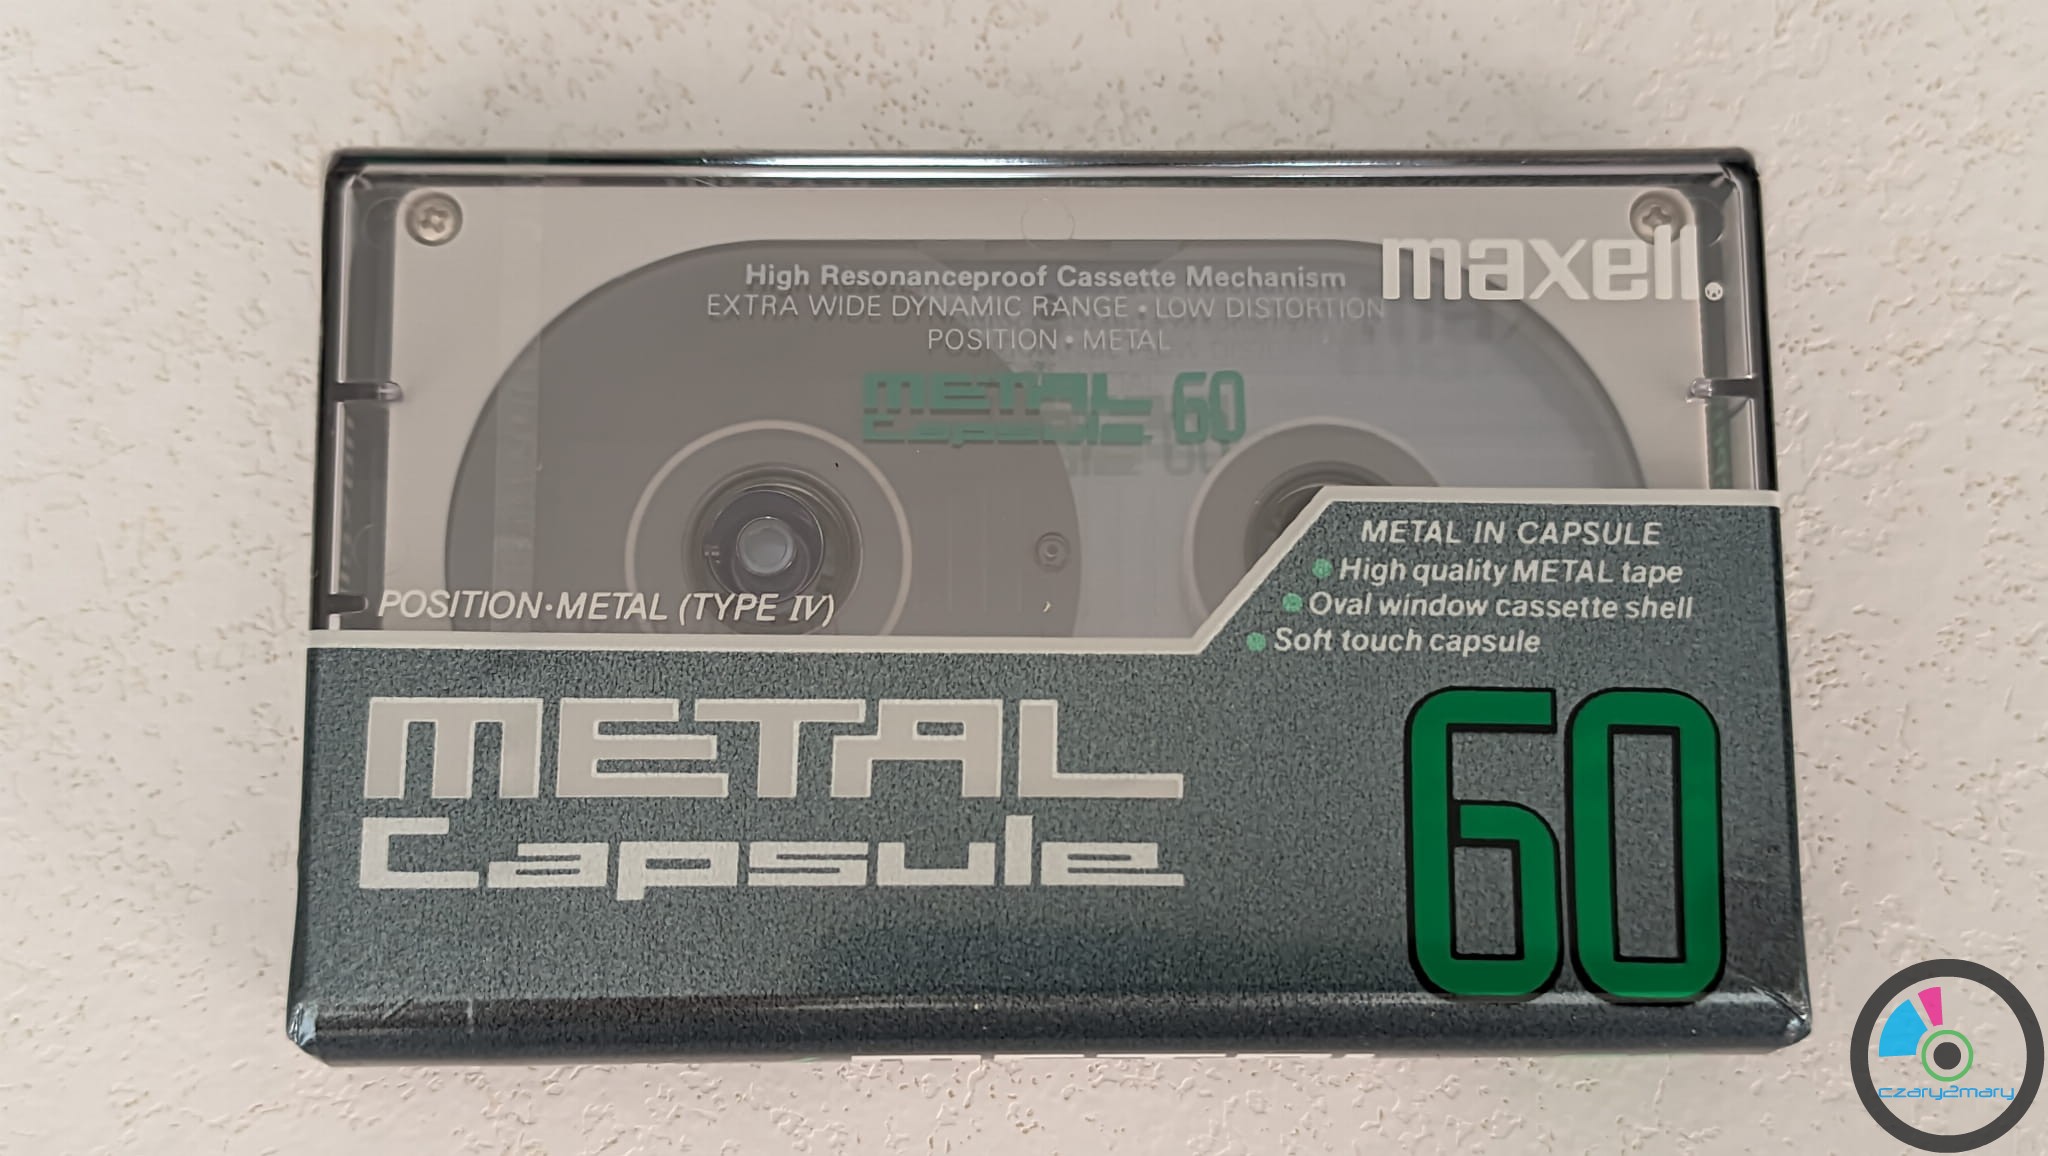 High Resonanceproof Cassette Mechanism
maxell®
EXTRA WIDE DYNAMIC RANGE • LOW DISTORTION
POSITION • METAL
METAL
Capsule 60
METAL IN CAPSULE
High quality METAL tape
Oval window cassette shell
Soft touch capsule
POSITION•METAL (TYPE IV)
METAL
Capsule
60
czary2mary